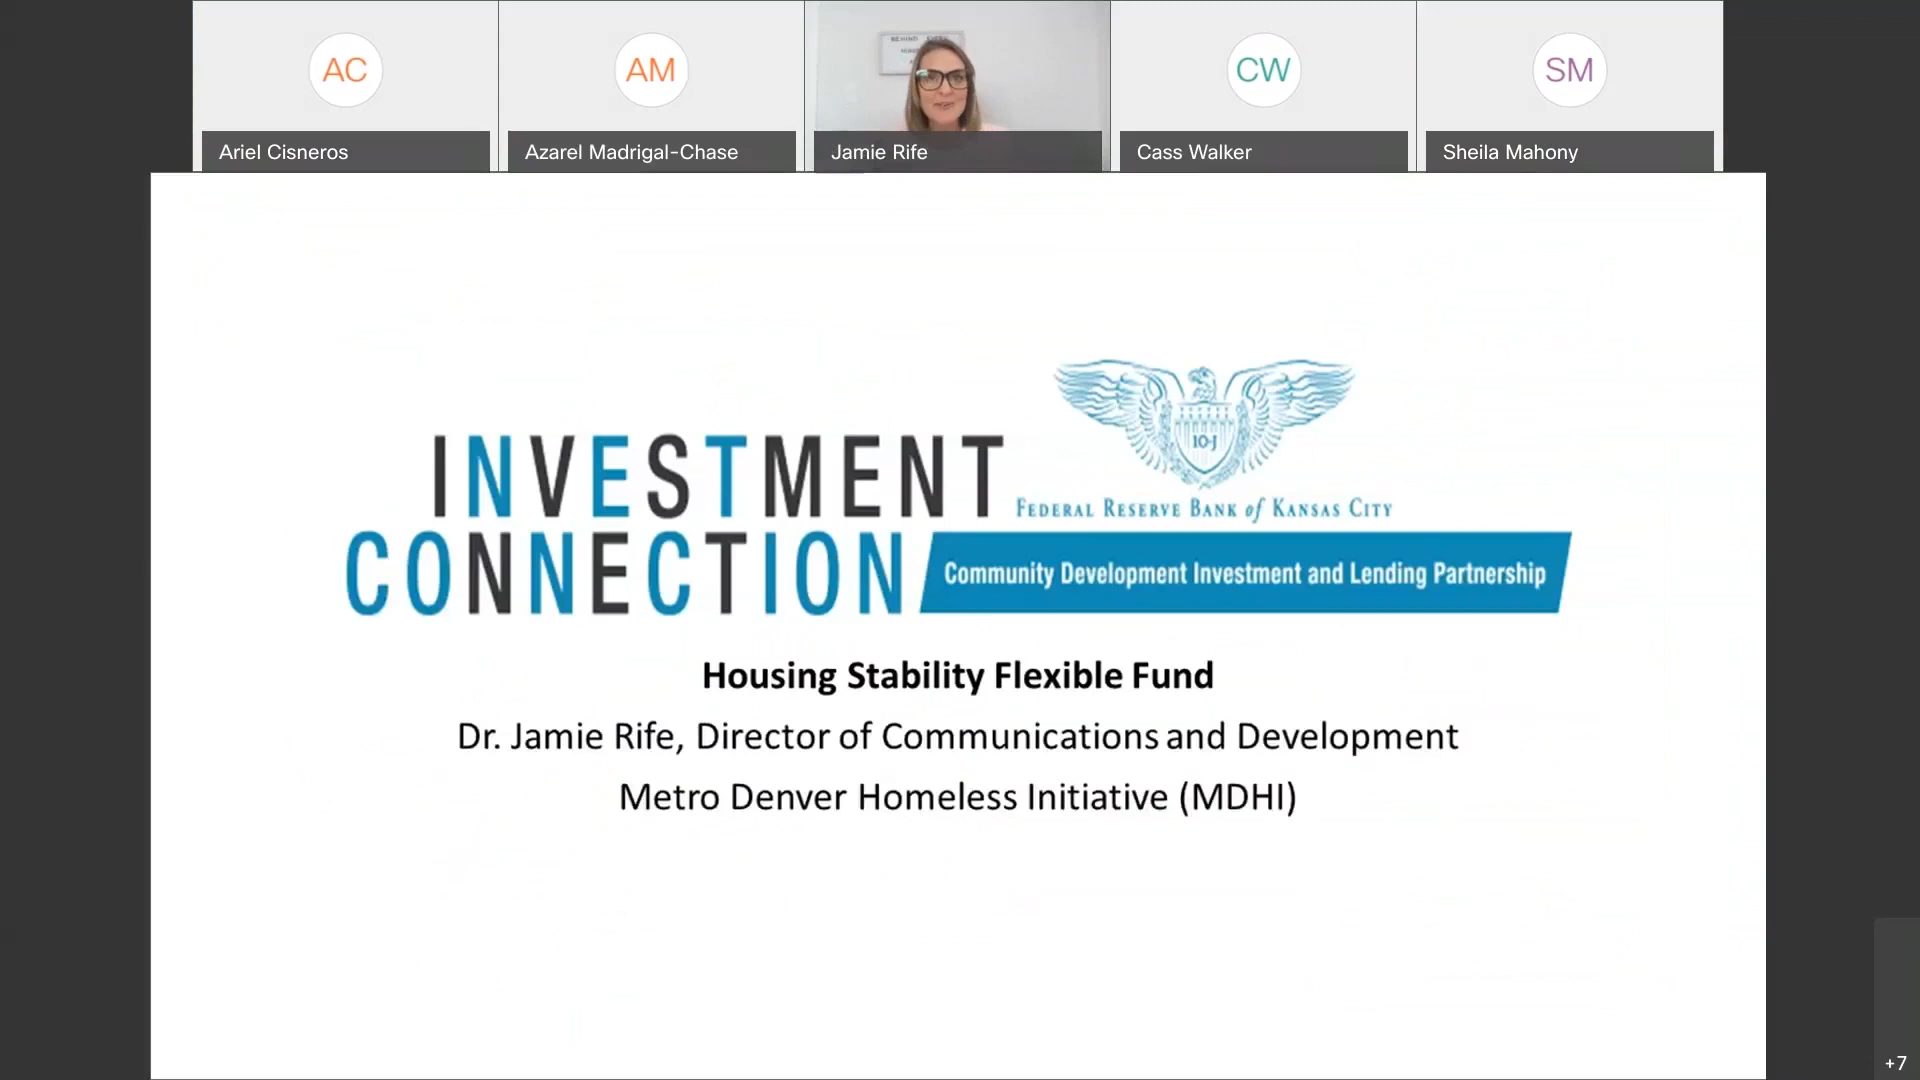 AC
Ariel Cisneros
AM
Azarel Madrigal-Chase
BEHIND EVERY
Jamie Rife
CW
Cass Walker
SM
Sheila Mahony
INVESTMENT
CONNECTION
10-J
FEDERAL RESERVE BANK of KANSAS CITY
Community Development Investment and Lending Partnership
Housing Stability Flexible Fund
Dr. Jamie Rife, Director of Communications and Development
Metro Denver Homeless Initiative (MDHI)
+7